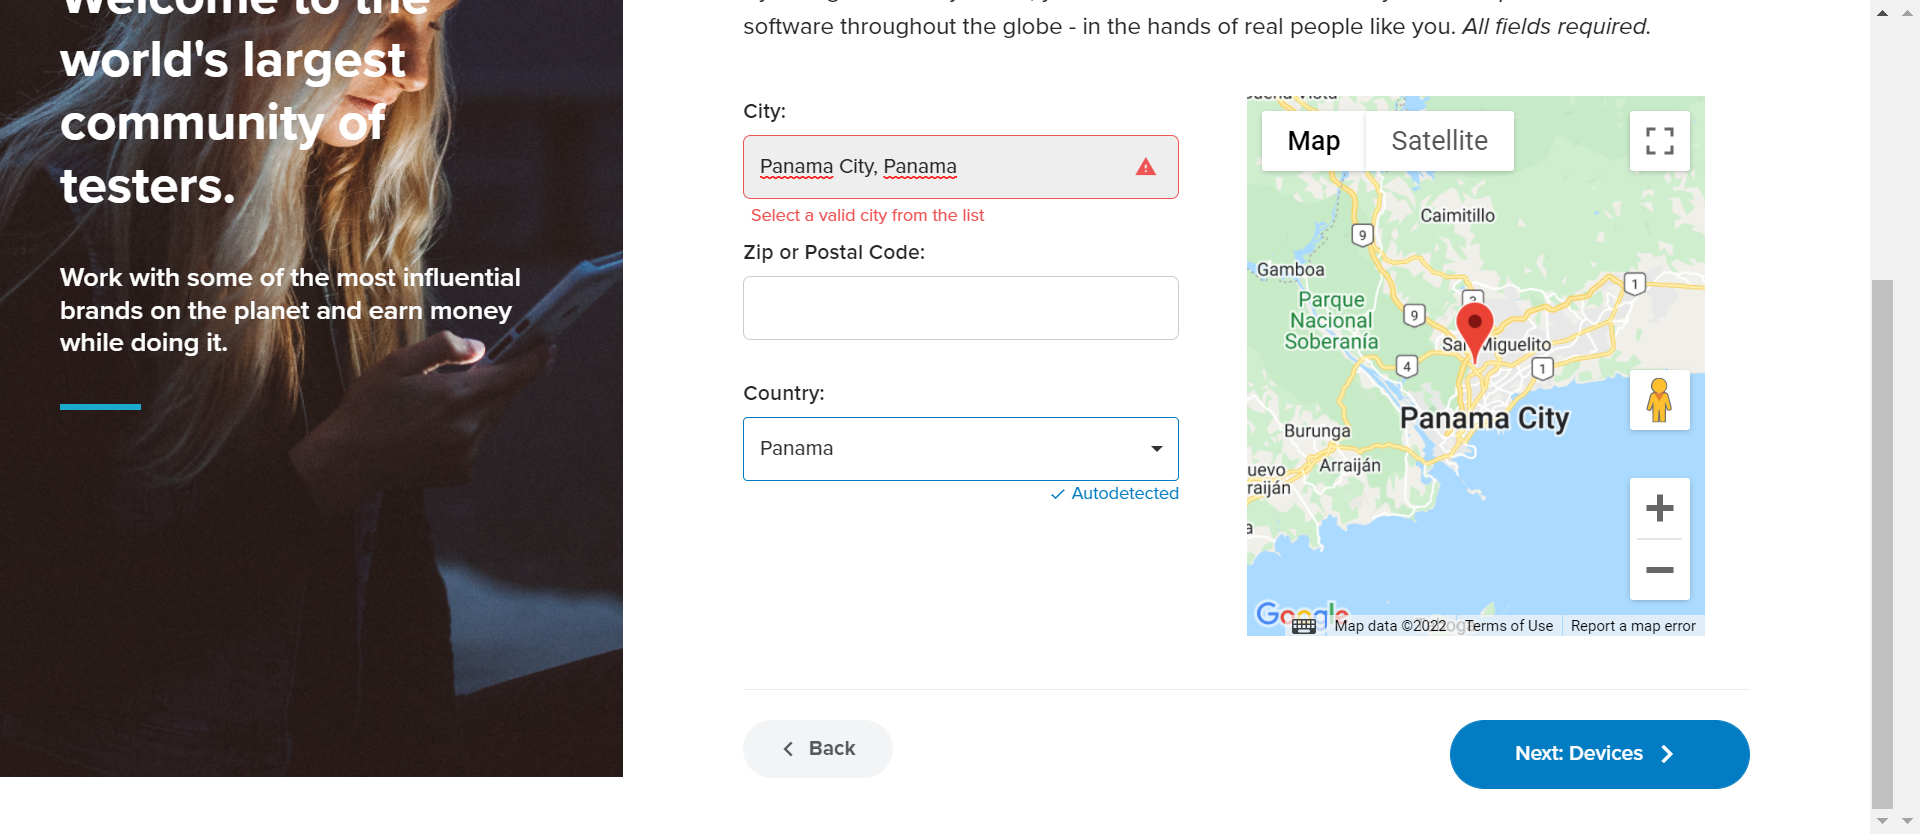 Welcome to the
world's largest
community of
testers.
Work with some of the most influential
brands on the planet and earn money
while doing it.
software throughout the globe - in the hands of real people like you. All fields required.
City:
Panama City, Panama
Select a valid city from the list
Zip or Postal Code:
Country:
Panama
Autodetected
Map
Satellite
Caimitillo
9
Gamboa
1
Parque
Nacional
Soberanía
9
2
San Miguelito
4
1
Panama City
Burunga
Arraiján
uevo
raiján
a
Google
Map data ©2022
Terms of Use
Report a map error
Back
Next: Devices